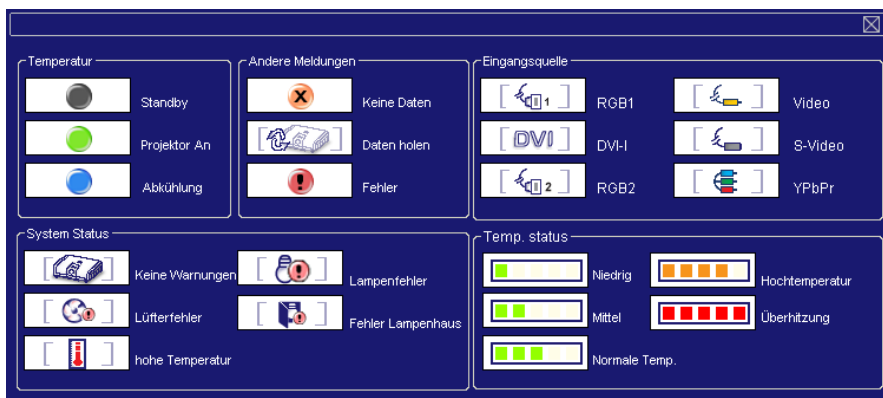 Temperatur
Standby
Projektor An
Abkühlung
Andere Meldungen
Keine Daten
Daten holen
Fehler
Eingangsquelle
1 RGB1
Video
DVI DVI-I
S-Video
2 RGB2
YPbPr
System Status
Keine Warnungen
Lampenfehler
Lüfterfehler
Fehler Lampenhaus
hohe Temperatur
Temp. status
Niedrig
Hochtemperatur
Mittel
Überhitzung
Normale Temp.